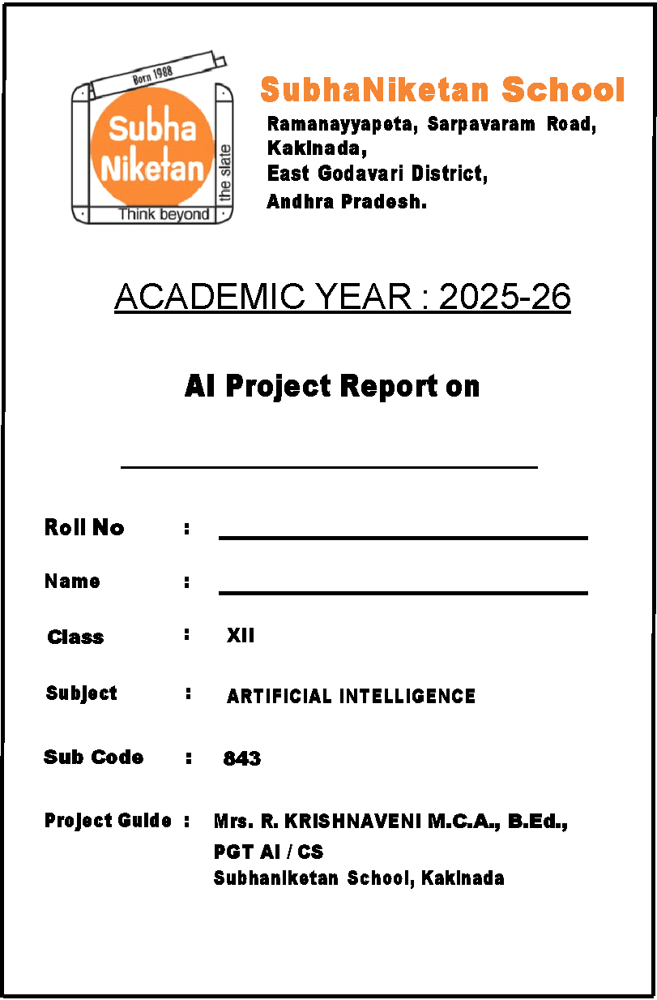 Born 1988
Subha
Niketan
the slate
Think beyond
SubhaNiketan School
Ramanayyapeta, Sarpavaram Road,
Kakinada,
East Godavari District,
Andhra Pradesh.
ACADEMIC YEAR : 2025-26
AI Project Report on
Roll No :
Name :
Class : XII
Subject : ARTIFICIAL INTELLIGENCE
Sub Code : 843
Project Guide : Mrs. R. KRISHNAVENI M.C.A., B.Ed.,
PGT AI / CS
Subhaniketan School, Kakinada